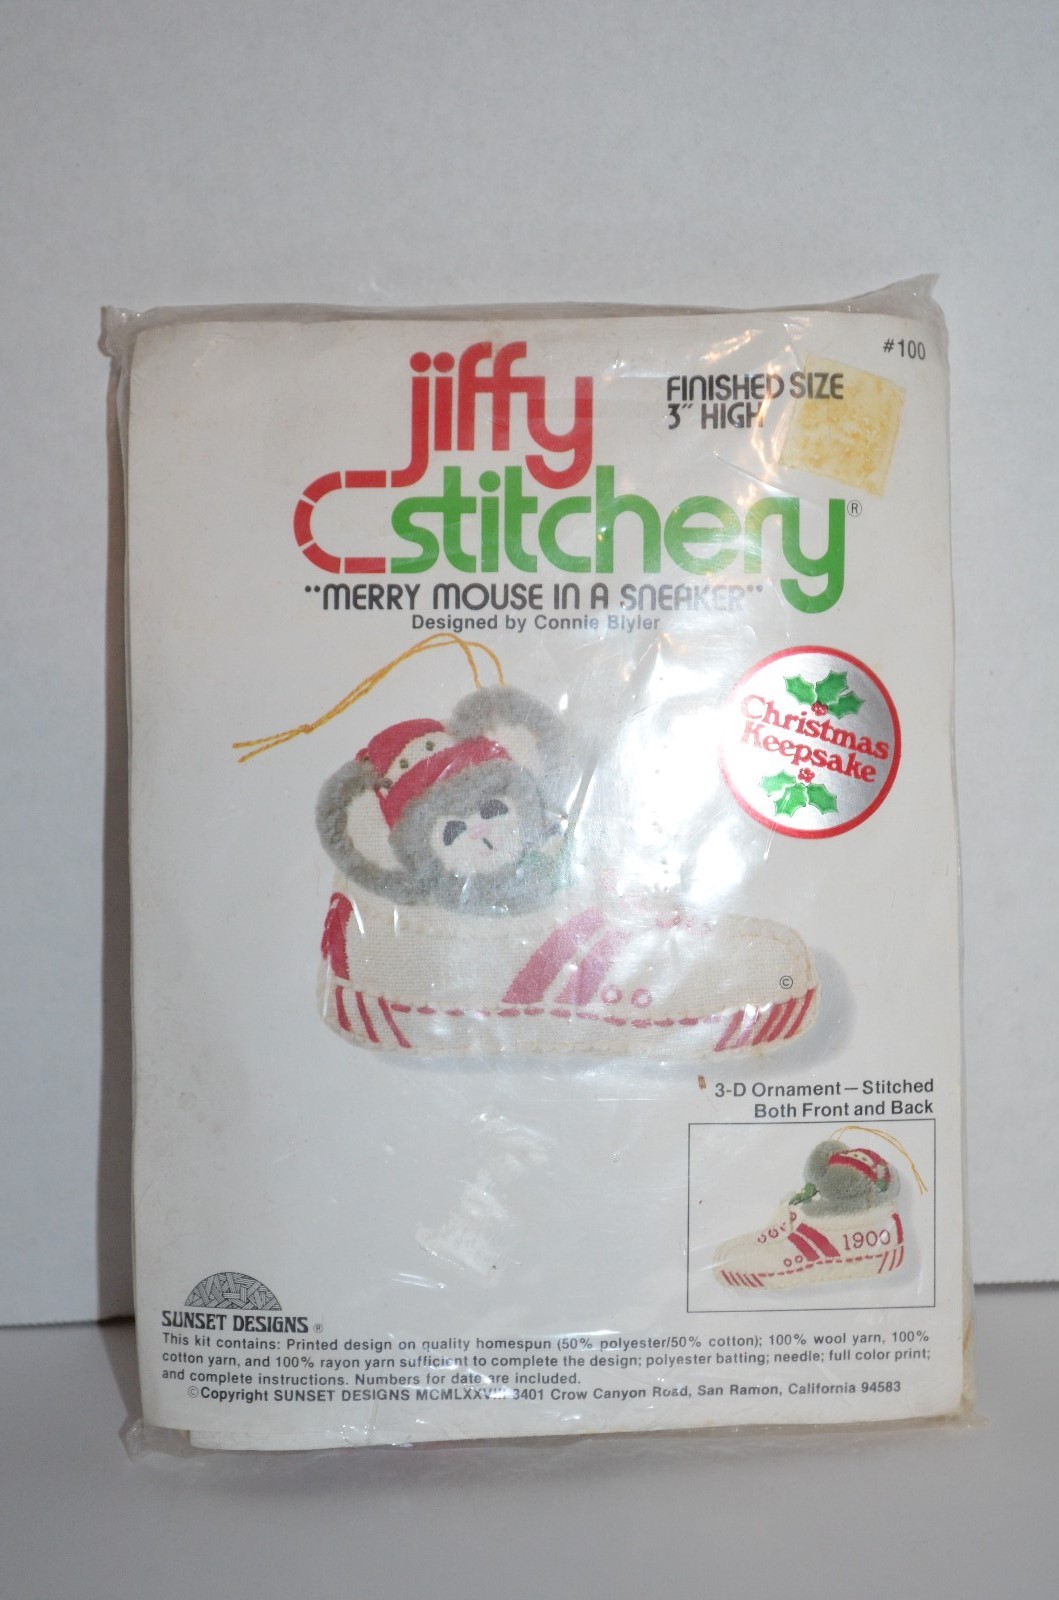 #100
FINISHED SIZE
3" HIGH
jiffy
stitchery®
"MERRY MOUSE IN A SNEAKER"
Designed by Connie Blyler
Christmas
Keepsake
©
3-D Ornament — Stitched
Both Front and Back
1900
SUNSET DESIGNS ®
This kit contains: Printed design on quality homespun (50% polyester/50% cotton); 100% wool yarn, 100%
cotton yarn, and 100% rayon yarn sufficient to complete the design; polyester batting; needle; full color print;
and complete instructions. Numbers for date are included.
©Copyright SUNSET DESIGNS MCMLXXVIII 3401 Crow Canyon Road, San Ramon, California 94583